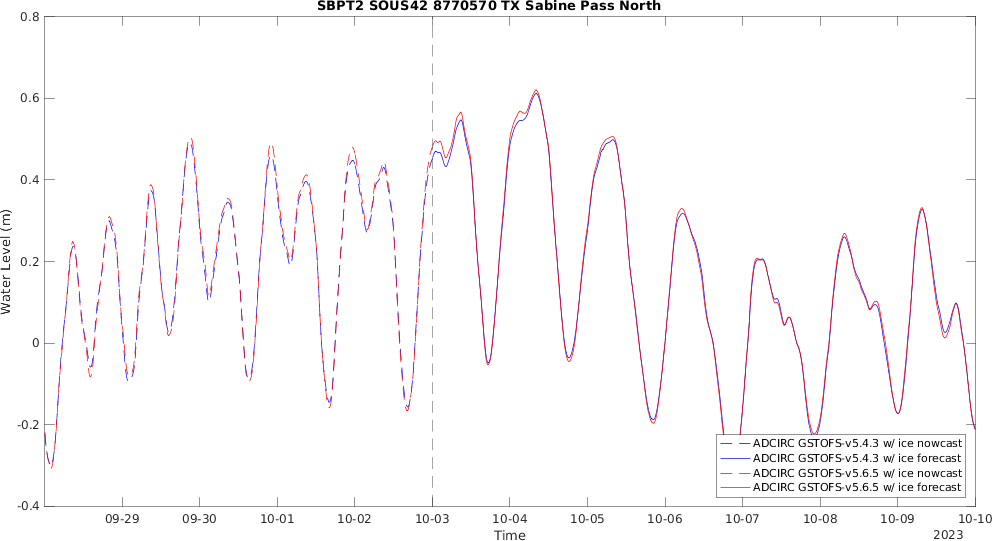 SBPT2 SOUS42 8770570 TX Sabine Pass North
0.8
0.6
0.4
0.2
0
-0.2
-0.4
Water Level (m)
09-29 09-30 10-01 10-02 10-03 10-04 10-05 10-06 10-07 10-08 10-09 10-10
Time
2023
ADCIRC GSTOFS-v5.4.3 w/ ice nowcast
ADCIRC GSTOFS-v5.4.3 w/ ice forecast
ADCIRC GSTOFS-v5.6.5 w/ ice nowcast
ADCIRC GSTOFS-v5.6.5 w/ ice forecast